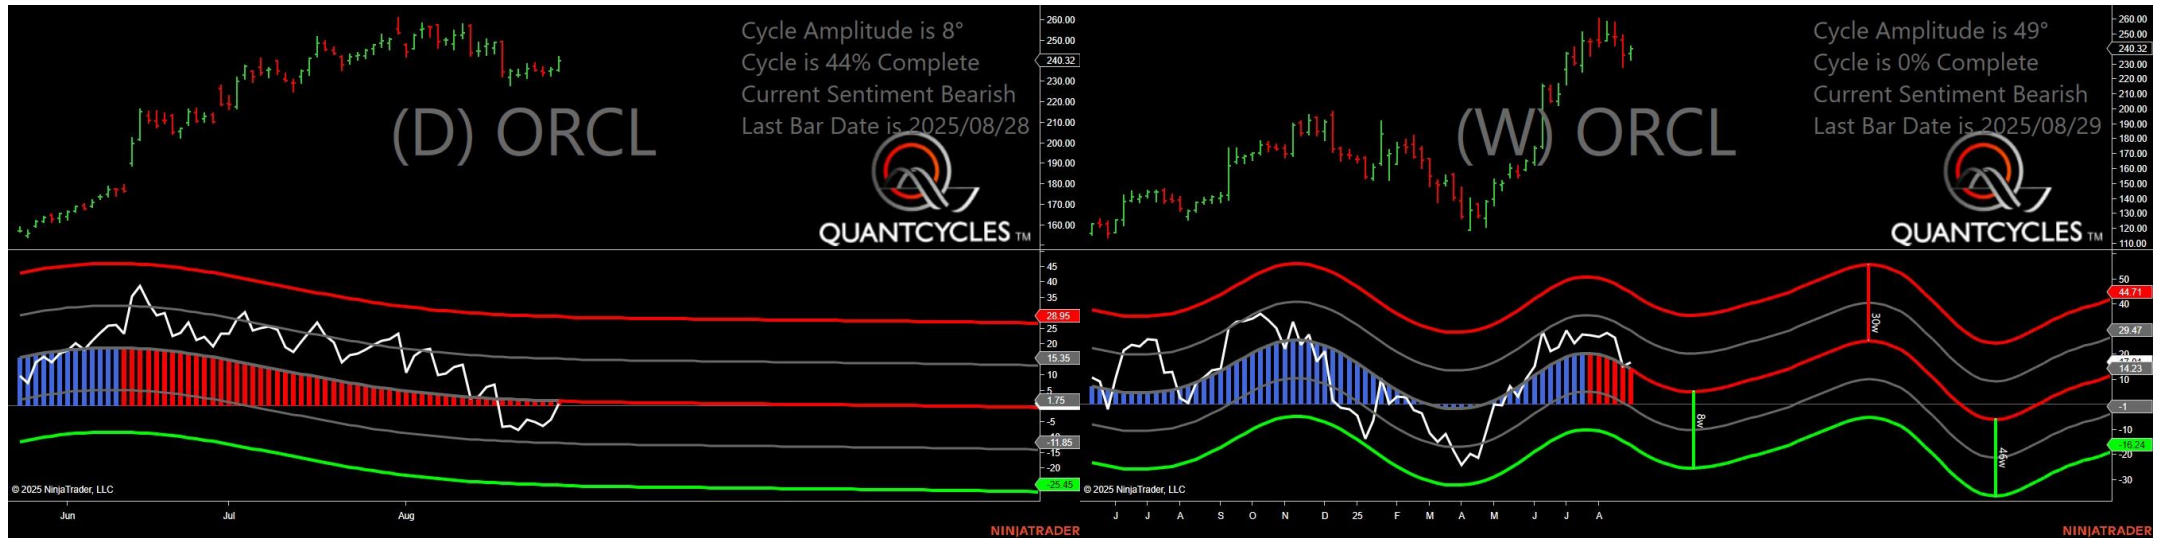 Cycle Amplitude is 8°
Cycle is 44% Complete
Current Sentiment Bearish
Last Bar Date is 2025/08/28
(D) ORCL
QUANTCYCLES TM
260.00
250.00
240.32
230.00
220.00
210.00
200.00
190.00
180.00
170.00
160.00
45
40
35
28.95
25
20
15.35
10
5
1.75
-5
-11.85
-15
-20
-25.45
© 2025 NinjaTrader, LLC
Jun Jul Aug
NINJATRADER
Cycle Amplitude is 49°
Cycle is 0% Complete
Current Sentiment Bearish
Last Bar Date is 2025/08/29
(W) ORCL
QUANTCYCLES TM
260.00
250.00
240.32
230.00
220.00
210.00
200.00
190.00
180.00
170.00
160.00
150.00
140.00
130.00
120.00
110.00
50
44.71
40
29.47
14.23
10
-1
-10
-16.24
-20
-30
30w
8w
46w
© 2025 NinjaTrader, LLC
J J A S O N D 25 F M A M J J A
NINJATRADER